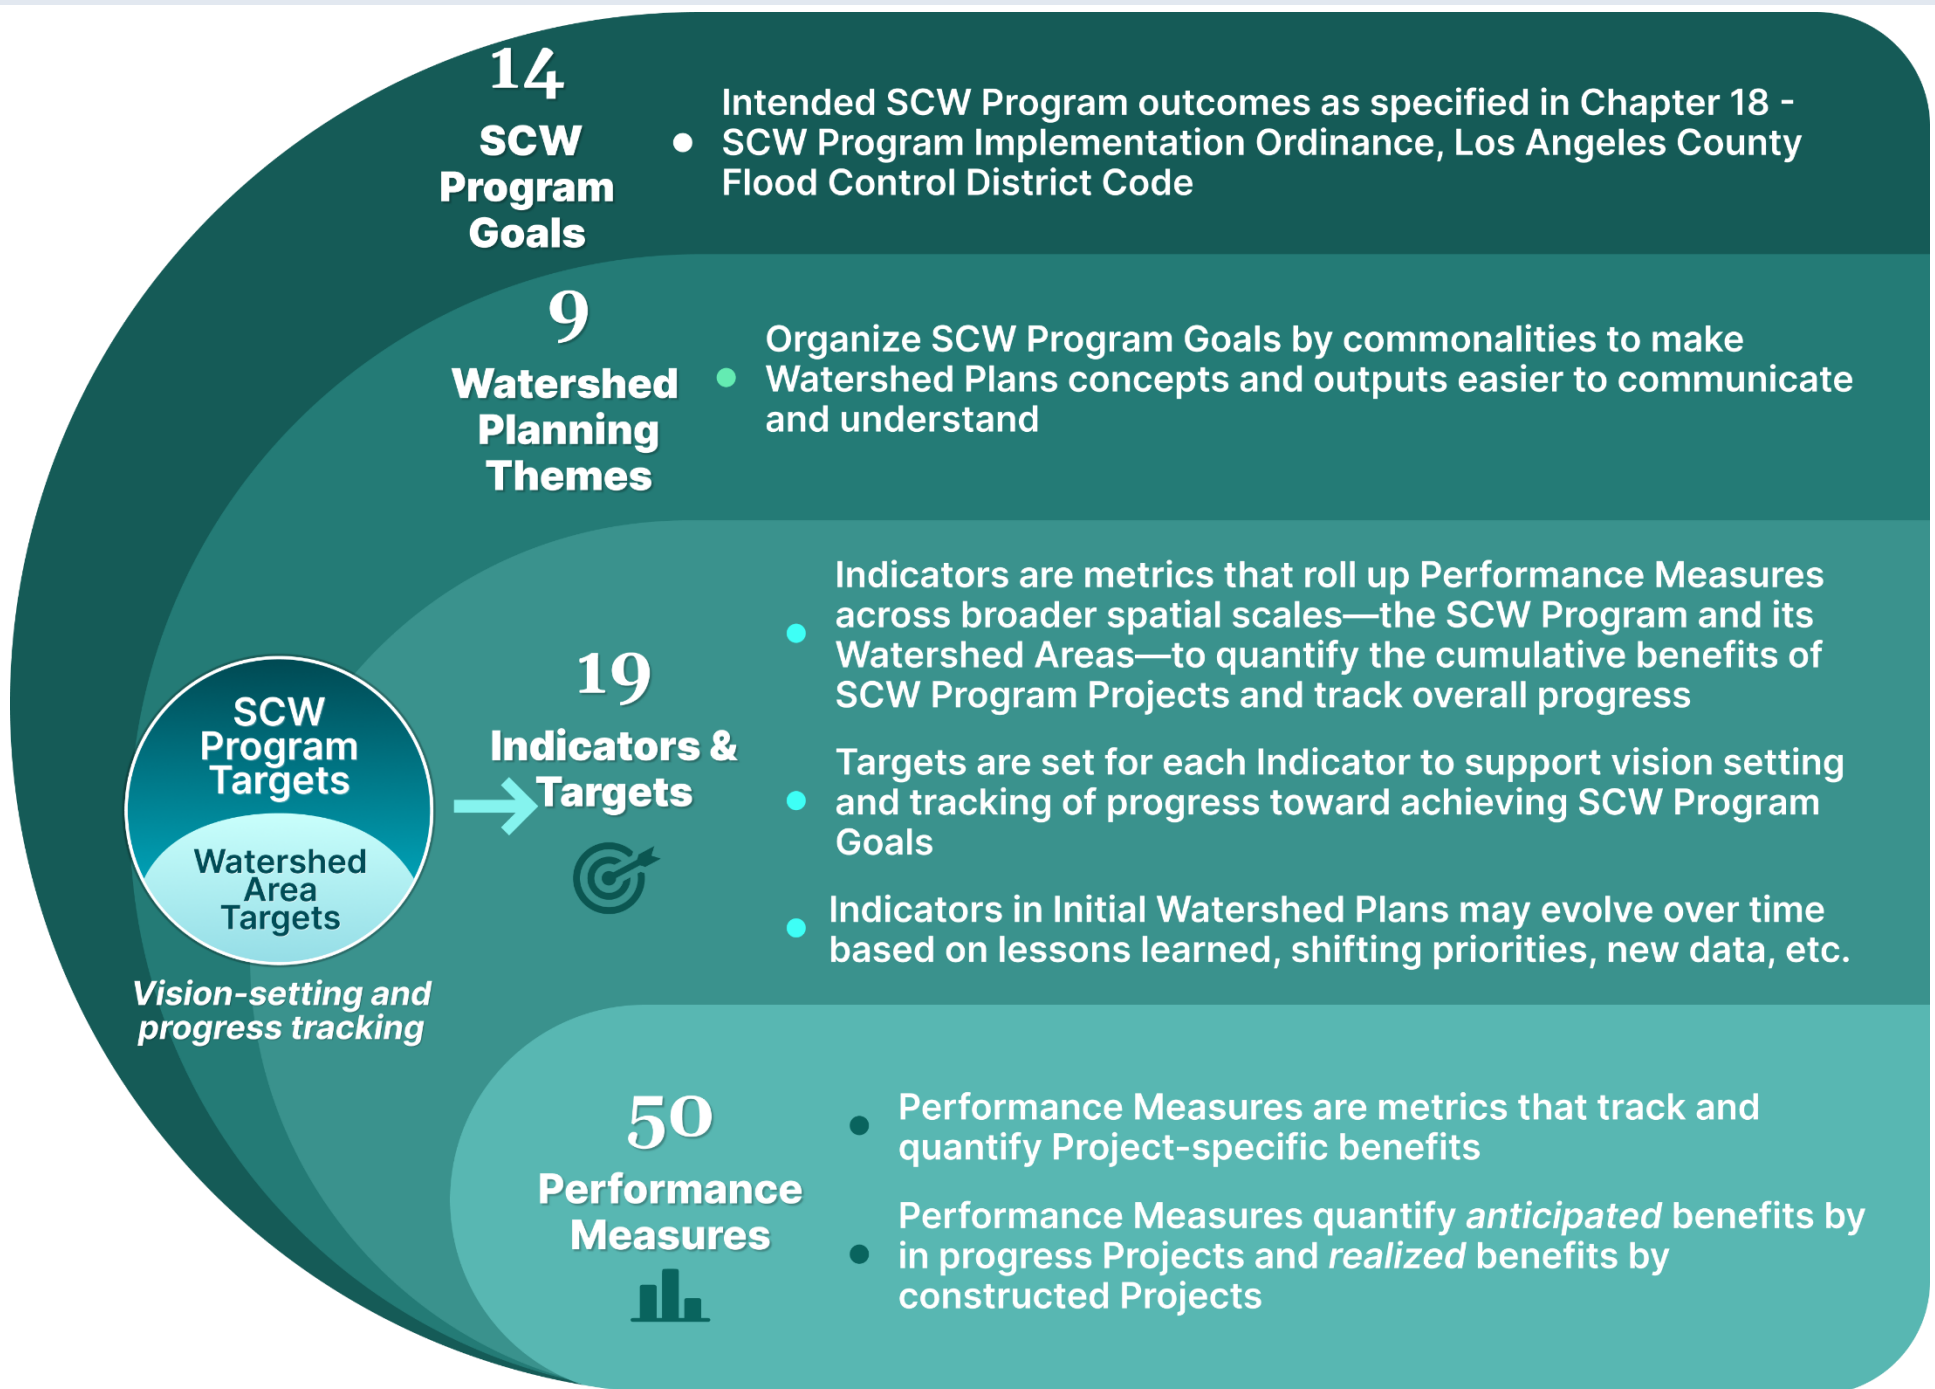 14
SCW
Program
Goals
Intended SCW Program outcomes as specified in Chapter 18 -
SCW Program Implementation Ordinance, Los Angeles County
Flood Control District Code
9
Watershed
Planning
Themes
Organize SCW Program Goals by commonalities to make
Watershed Plans concepts and outputs easier to communicate
and understand
SCW
Program
Targets
Watershed
Area
Targets
Vision-setting and
progress tracking
19
Indicators &
Targets
Indicators are metrics that roll up Performance Measures
across broader spatial scales—the SCW Program and its
Watershed Areas—to quantify the cumulative benefits of
SCW Program Projects and track overall progress
Targets are set for each Indicator to support vision setting
and tracking of progress toward achieving SCW Program
Goals
Indicators in Initial Watershed Plans may evolve over time
based on lessons learned, shifting priorities, new data, etc.
50
Performance
Measures
Performance Measures are metrics that track and
quantify Project-specific benefits
Performance Measures quantify anticipated benefits by
in progress Projects and realized benefits by
constructed Projects